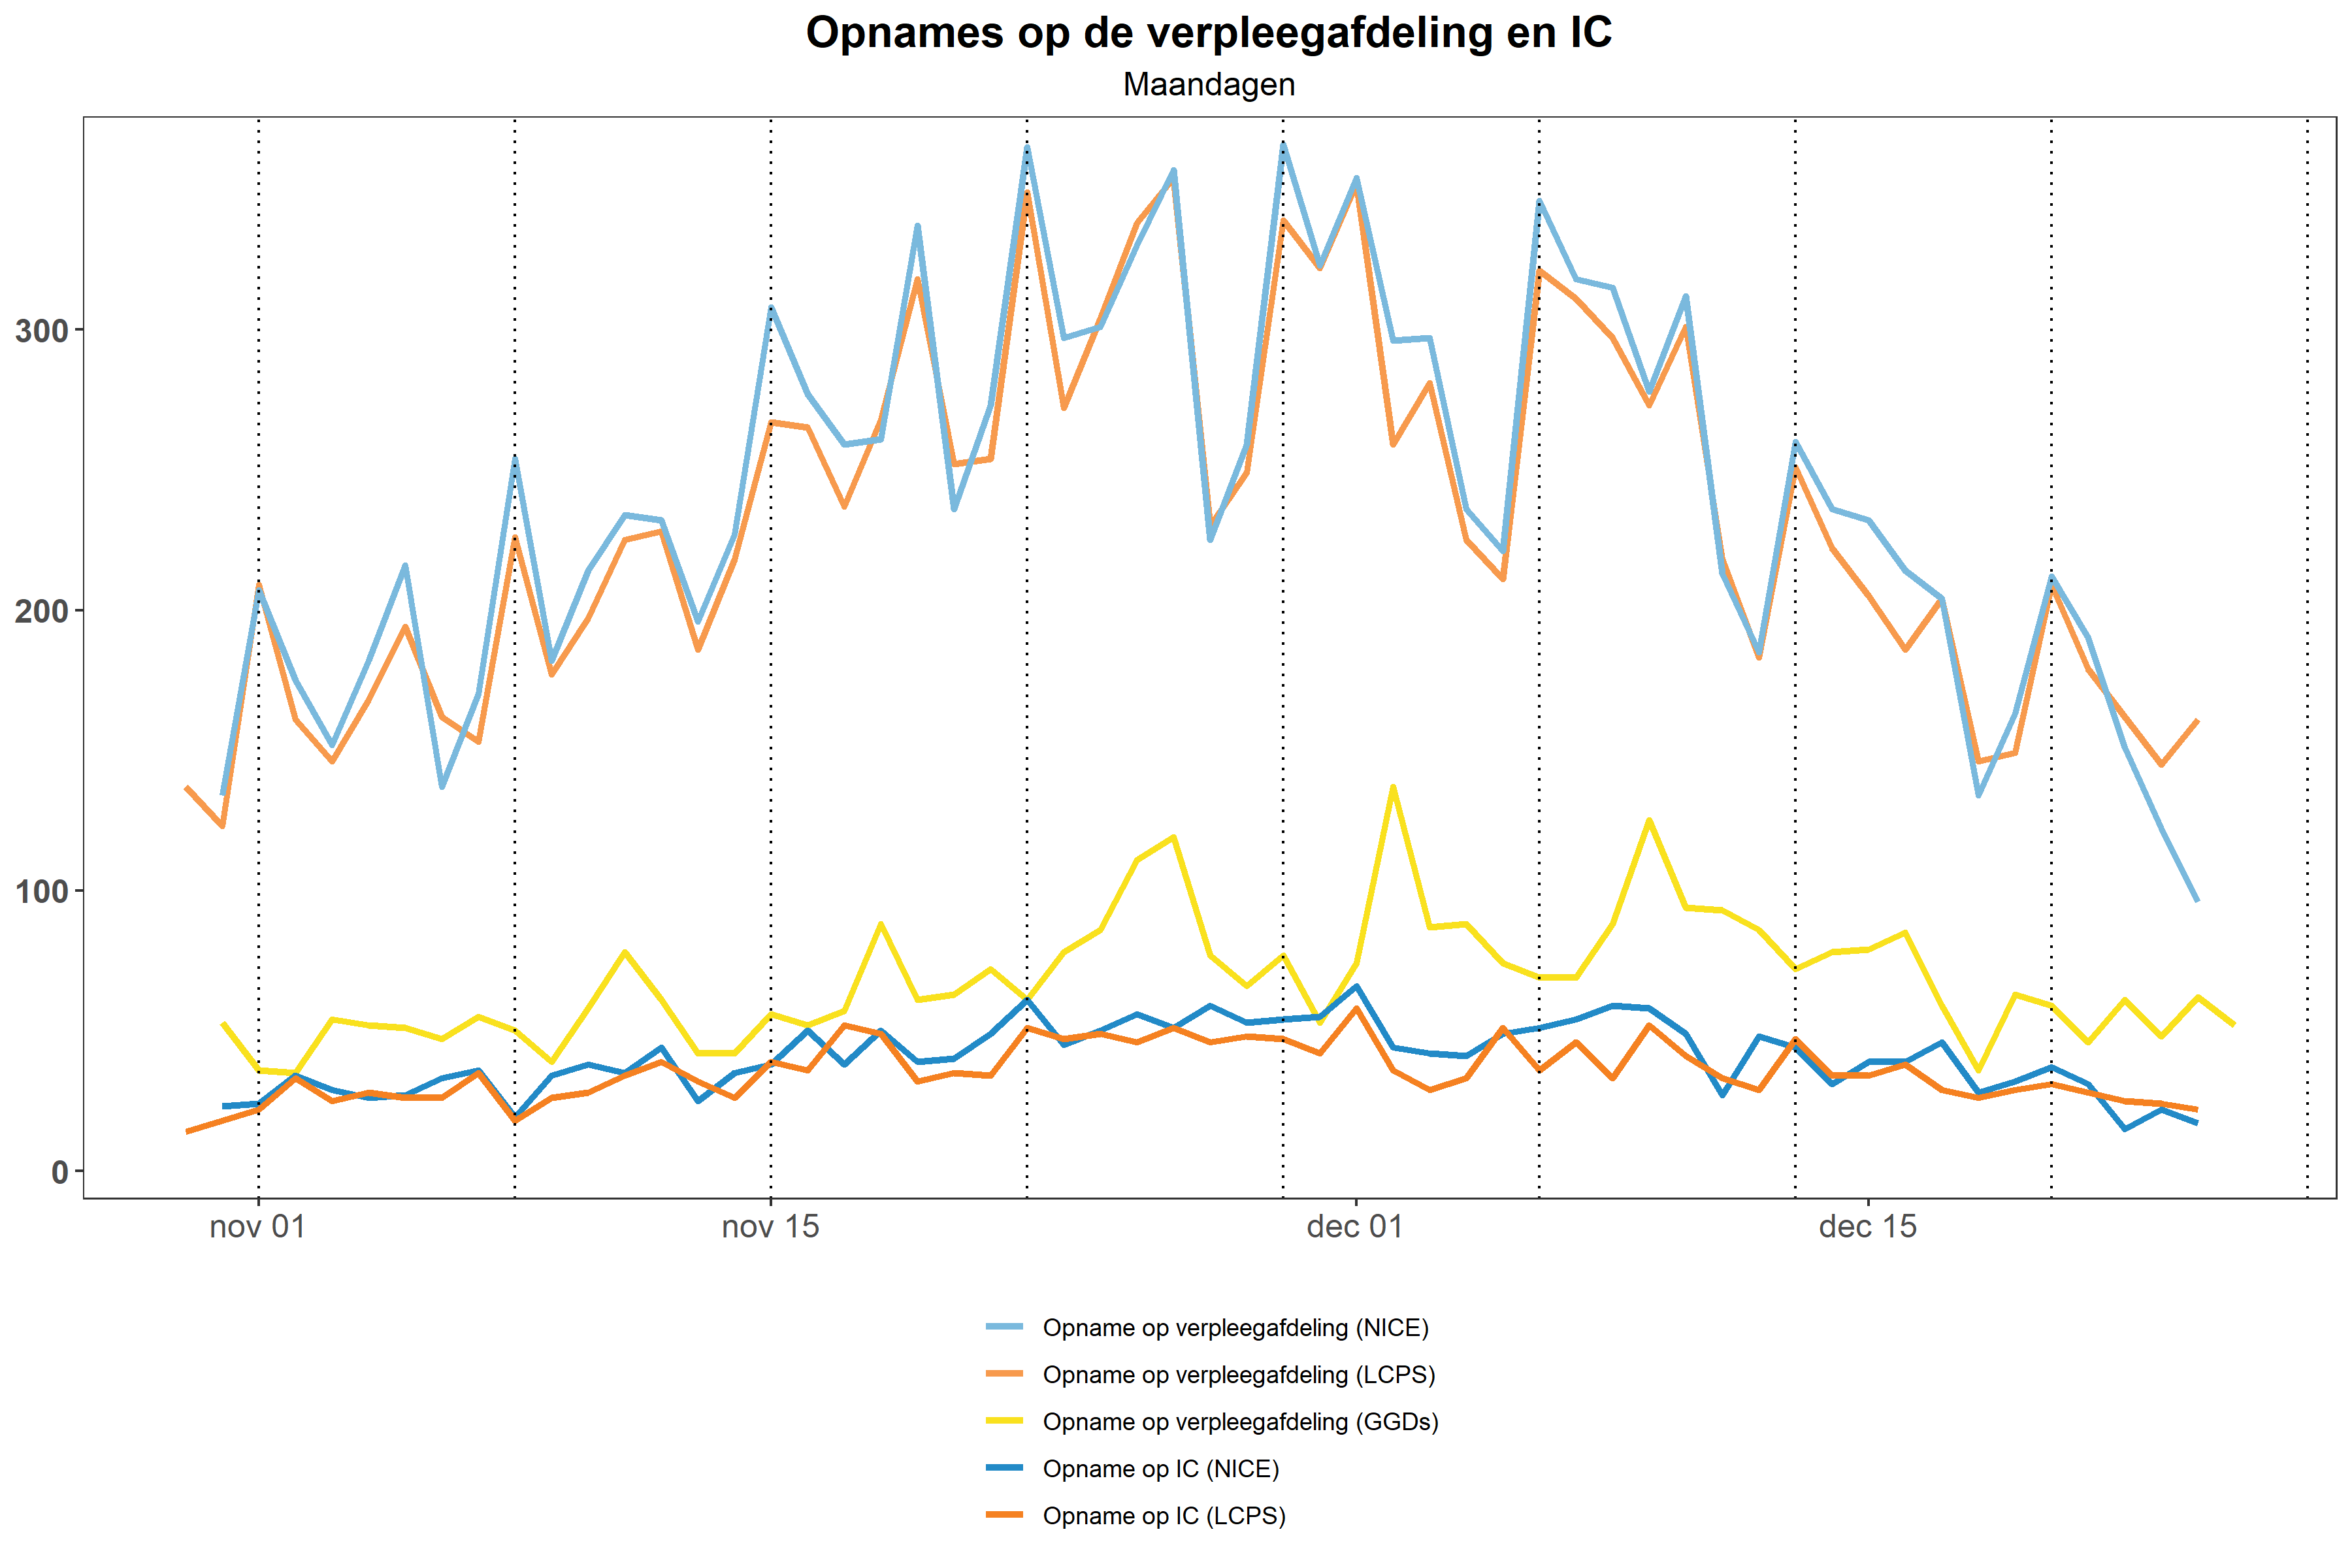 Opnames op de verpleegafdeling en IC
Maandagen
300
200
100
0
nov 01 nov 15 dec 01 dec 15
Opname op verpleegafdeling (NICE)
Opname op verpleegafdeling (LCPS)
Opname op verpleegafdeling (GGDs)
Opname op IC (NICE)
Opname op IC (LCPS)